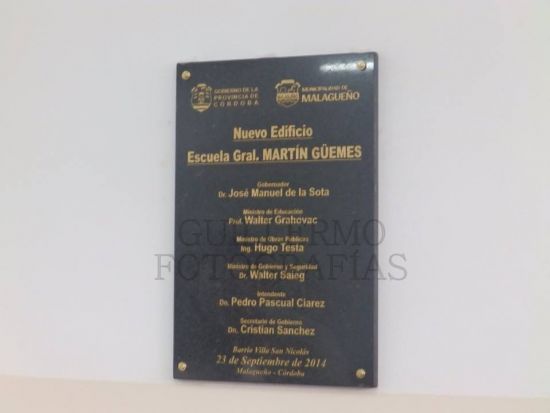 GOBIERNO DE LA
PROVINCIA DE
CÓRDOBA
MUNICIPALIDAD DE
MALAGUEÑO
Nuevo Edificio
Escuela Gral. MARTÍN GÜEMES
Gobernador
Dr. José Manuel de la Sota
Ministro de Educación
Prof. Walter Grahovac
Ministro de Obras Públicas
Ing. Hugo Testa
Ministro de Gobierno y Seguridad
Dr. Walter Saieg
Intendente
Dn. Pedro Pascual Ciarez
Secretario de Gobierno
Dn. Cristian Sanchez
Barrio Villa San Nicolás
23 de Septiembre de 2014
Malagueño - Córdoba
GUILLERMO
FOTOGRAFÍAS